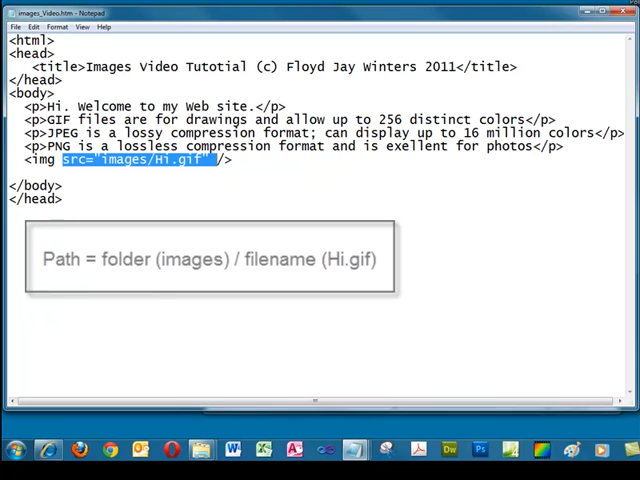 images_Video.htm - Notepad
File Edit Format View Help
<html>
<head>
<title>Images Video Tutotial (c) Floyd Jay Winters 2011</title>
</head>
<body>
<p>Hi. Welcome to my Web site.</p>
<p>GIF files are for drawings and allow up to 256 distinct colors</p>
<p>JPEG is a lossy compression format; can display up to 16 million colors</p>
<p>PNG is a lossless compression format and is exellent for photos</p>
<img src="images/Hi.gif" />
</body>
</head>
Path = folder (images) / filename (Hi.gif)
Dw Ps